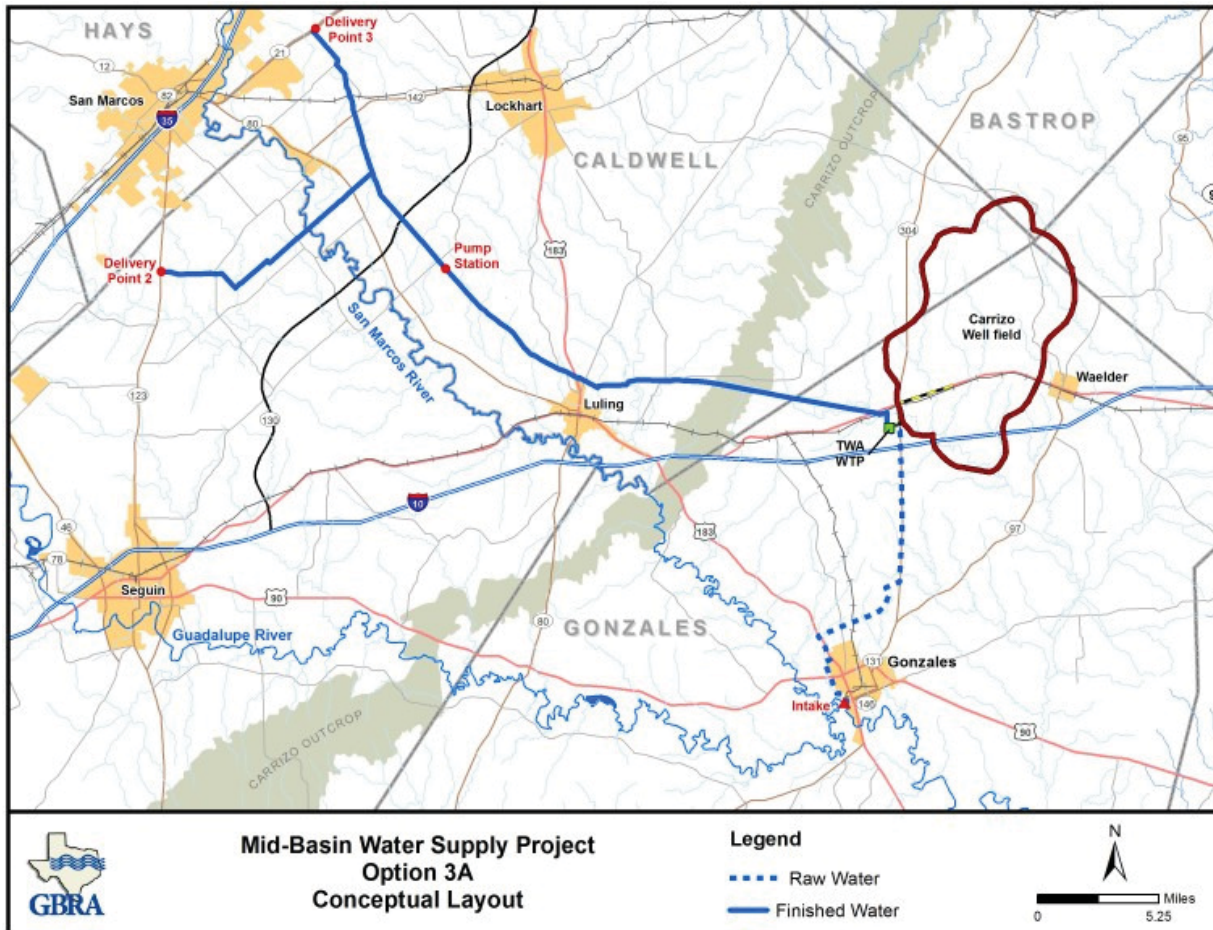 HAYS
Delivery
Point 3
21
12
San Marcos
82
35
142
Lockhart
80
CALDWELL
CARRIZO OUTCROP
BASTROP
95
9
304
183
Delivery
Point 2
Pump
Station
San Marcos River
Carrizo
Well field
Waelder
123
130
Luling
TWA
WTP
10
183
97
46
78
Seguin
90
Guadalupe River
80
GONZALES
131
Gonzales
Intake
146
90
CARRIZO OUTCROP
GBRA
Mid-Basin Water Supply Project
Option 3A
Conceptual Layout
Legend
Raw Water
Finished Water
N
Miles
0
5.25